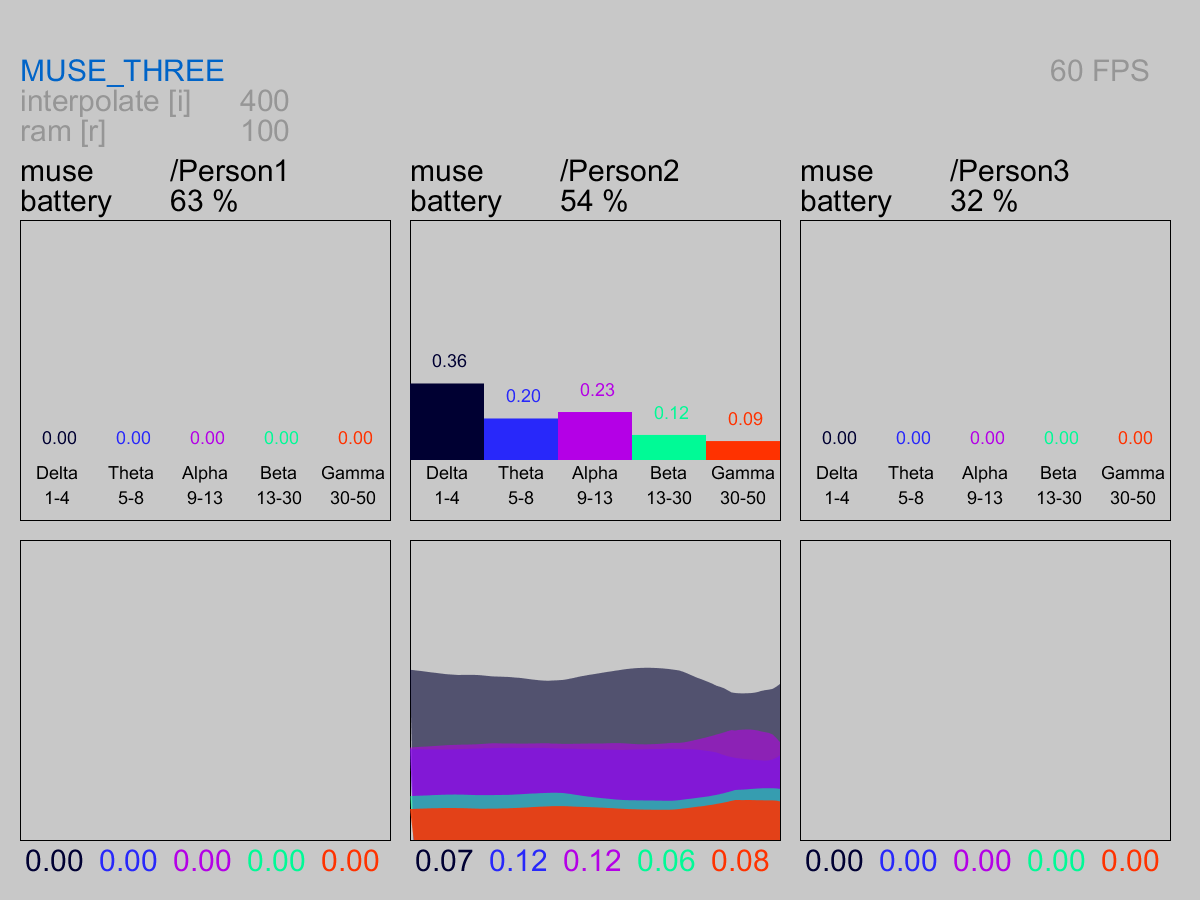 MUSE_THREE 60 FPS
interpolate [i] 400
ram [r] 100
muse /Person1 muse /Person2 muse /Person3
battery 63 % battery 54 % battery 32 %
0.36
0.20 0.23
0.12 0.09
0.00 0.00 0.00 0.00 0.00 0.00 0.00 0.00 0.00 0.00
Delta Theta Alpha Beta Gamma Delta Theta Alpha Beta Gamma Delta Theta Alpha Beta Gamma
1-4 5-8 9-13 13-30 30-50 1-4 5-8 9-13 13-30 30-50 1-4 5-8 9-13 13-30 30-50
0.00 0.00 0.00 0.00 0.00 0.07 0.12 0.12 0.06 0.08 0.00 0.00 0.00 0.00 0.00